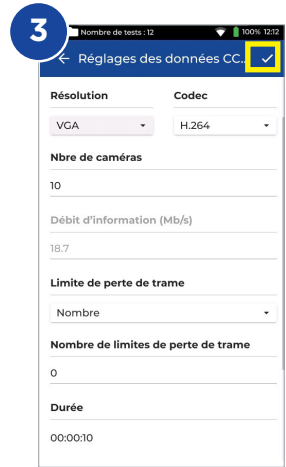 3
Nombre de tests : 12 100% 12:12
Réglages des données CC..
Résolution Codec
VGA H.264
Nbre de caméras
10
Débit d'information (Mb/s)
18.7
Limite de perte de trame
Nombre
Nombre de limites de perte de trame
0
Durée
00:00:10